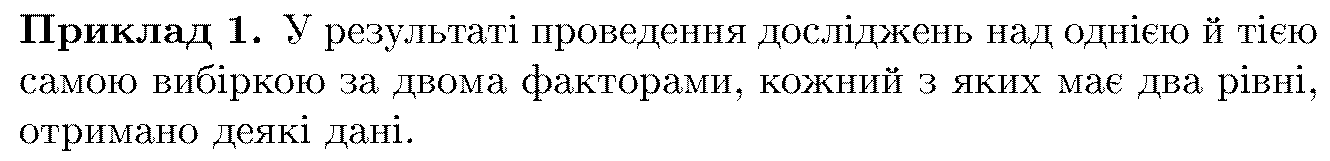 Приклад 1. У результаті проведення досліджень над однією й тією
самою вибіркою за двома факторами, кожний з яких має два рівні,
отримано деякі дані.